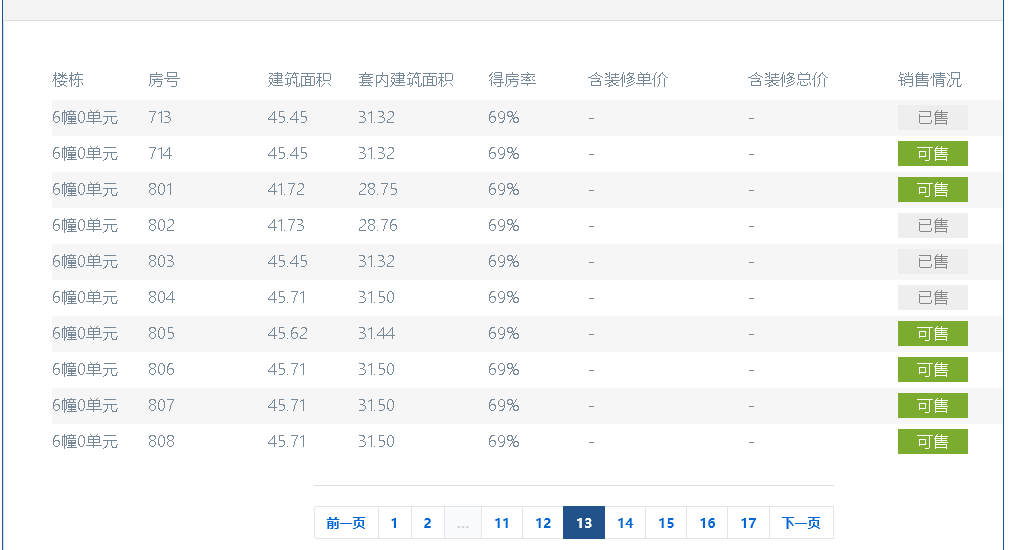 楼栋 房号 建筑面积 套内建筑面积 得房率 含装修单价 含装修总价 销售情况
6幢0单元 713 45.45 31.32 69% - - 已售
6幢0单元 714 45.45 31.32 69% - - 可售
6幢0单元 801 41.72 28.75 69% - - 可售
6幢0单元 802 41.73 28.76 69% - - 已售
6幢0单元 803 45.45 31.32 69% - - 已售
6幢0单元 804 45.71 31.50 69% - - 已售
6幢0单元 805 45.62 31.44 69% - - 可售
6幢0单元 806 45.71 31.50 69% - - 可售
6幢0单元 807 45.71 31.50 69% - - 可售
6幢0单元 808 45.71 31.50 69% - - 可售
前一页 1 2 ... 11 12 13 14 15 16 17 下一页